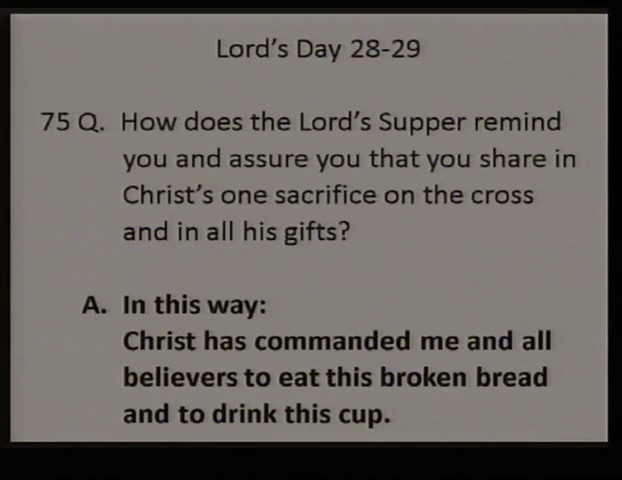 Lord's Day 28-29
75 Q. How does the Lord's Supper remind
you and assure you that you share in
Christ's one sacrifice on the cross
and in all his gifts?
A. In this way:
Christ has commanded me and all
believers to eat this broken bread
and to drink this cup.